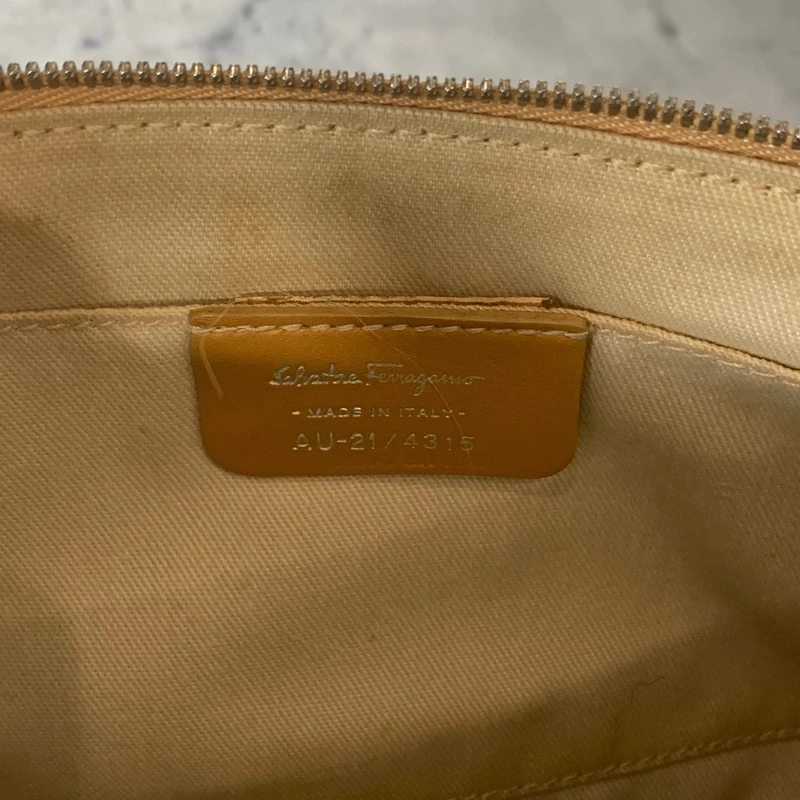 Salvatore Ferragamo
- MADE IN ITALY -
AU-21/4315